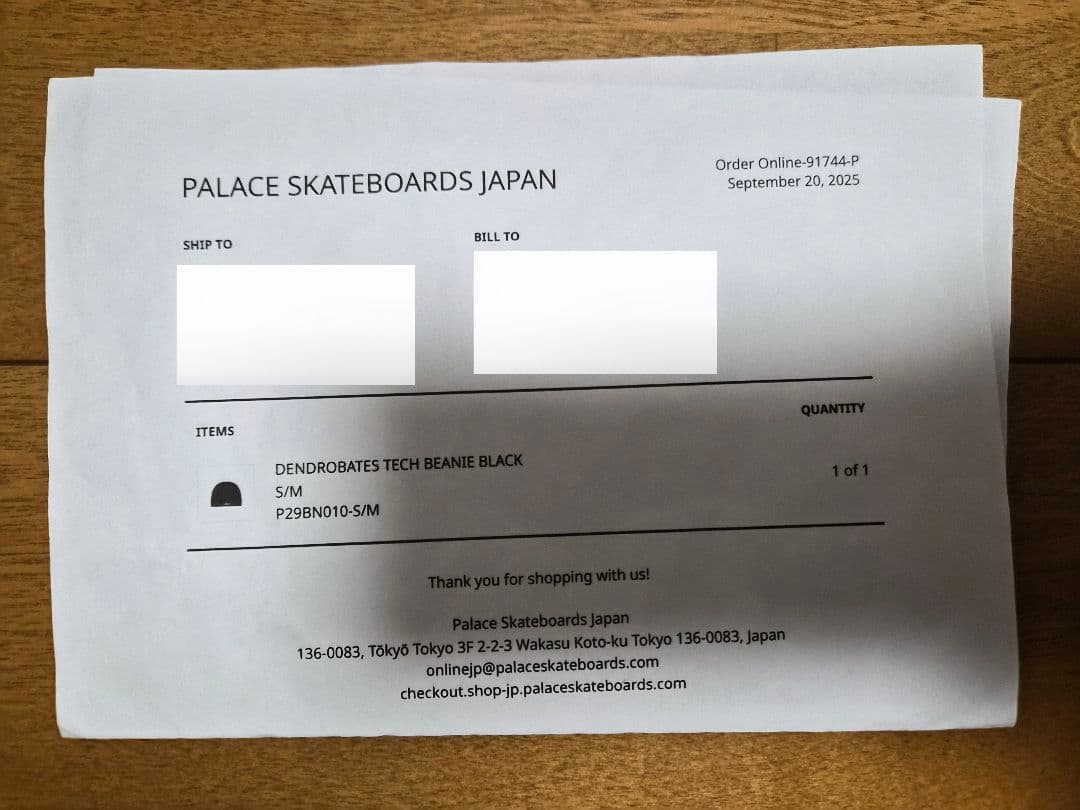 PALACE SKATEBOARDS JAPAN
Order Online-91744-P
September 20, 2025
SHIP TO
BILL TO
ITEMS
QUANTITY
DENDROBATES TECH BEANIE BLACK
S/M
P29BN010-S/M
1 of 1
Thank you for shopping with us!
Palace Skateboards Japan
136-0083, Tōkyō Tokyo 3F 2-2-3 Wakasu Koto-ku Tokyo 136-0083, Japan
onlinejp@palaceskateboards.com
checkout.shop-jp.palaceskateboards.com